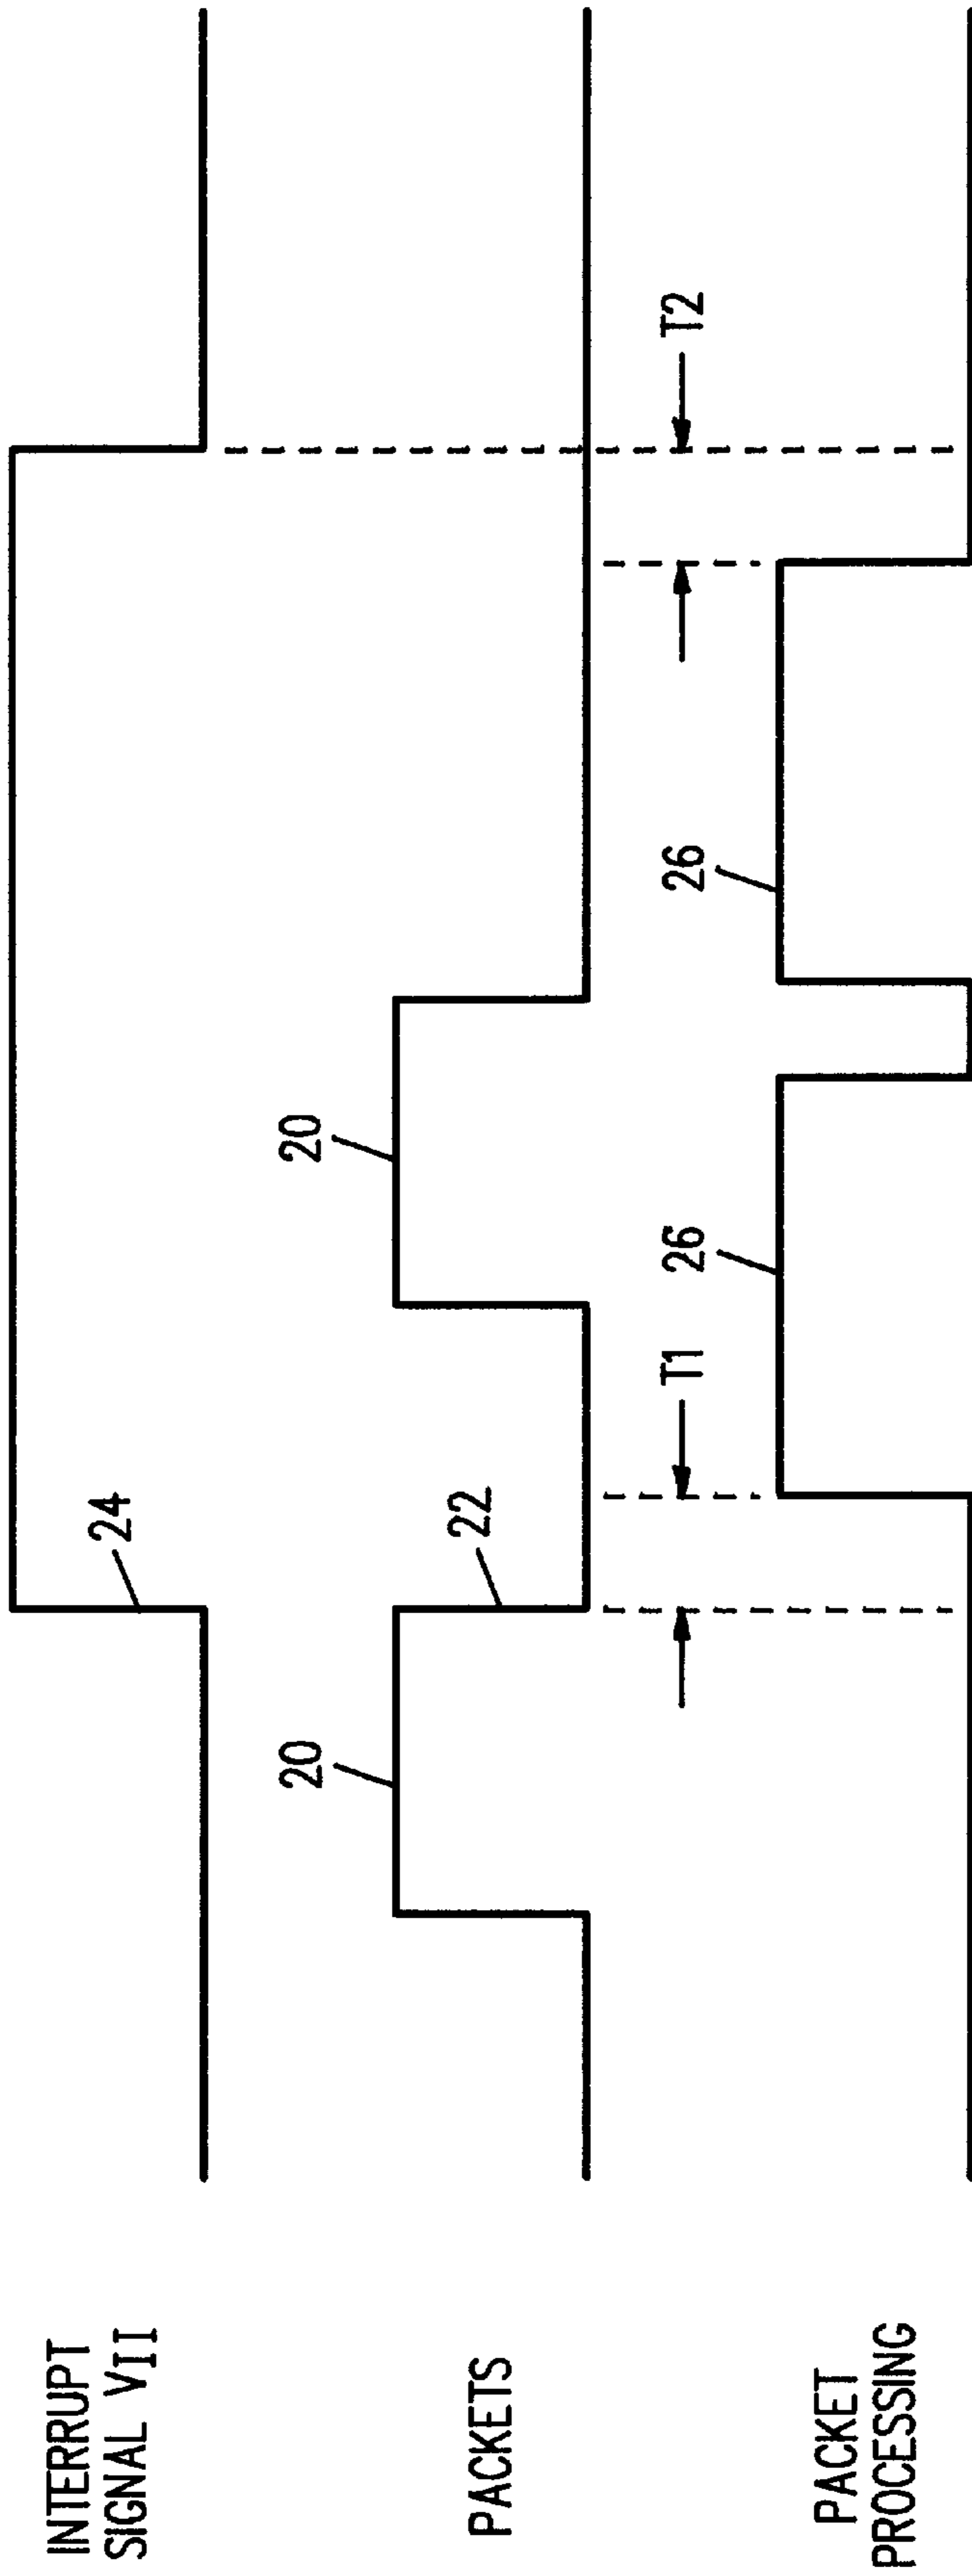 INTERRUPT
SIGNAL VII
24
PACKETS
20
22
20
PACKET
PROCESSING
T1
26
26
T2